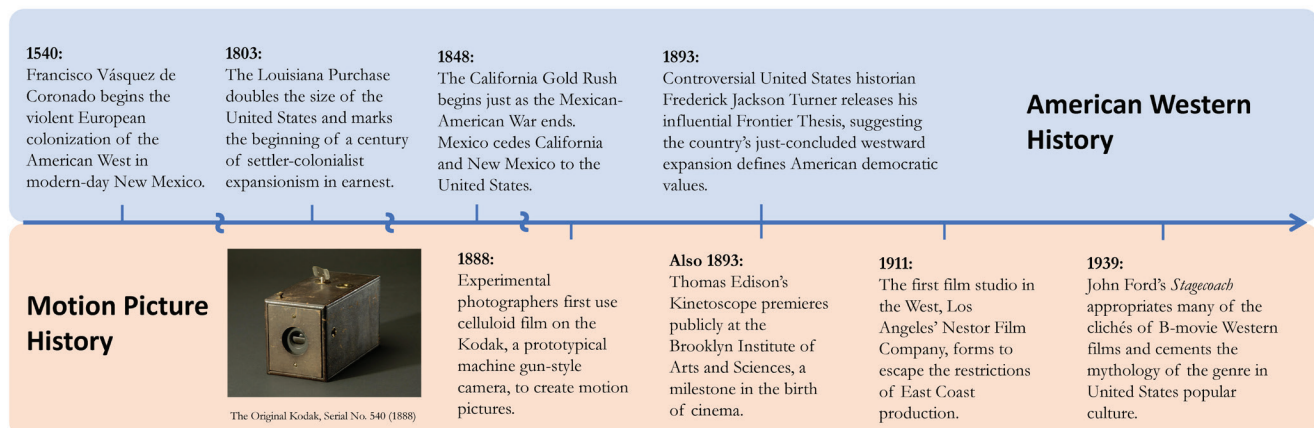 1540:
Francisco Vásquez de
Coronado begins the
violent European
colonization of the
American West in
modern-day New Mexico.
1803:
The Louisiana Purchase
doubles the size of the
United States and marks
the beginning of a century
of settler-colonialist
expansionism in earnest.
1848:
The California Gold Rush
begins just as the Mexican-
American War ends.
Mexico cedes California
and New Mexico to the
United States.
1893:
Controversial United States historian
Frederick Jackson Turner releases his
influential Frontier Thesis, suggesting
the country's just-concluded westward
expansion defines American democratic
values.
American Western
History
Motion Picture
History
The Original Kodak, Serial No. 540 (1888)
1888:
Experimental
photographers first use
celluloid film on the
Kodak, a prototypical
machine gun-style
camera, to create motion
pictures.
Also 1893:
Thomas Edison's
Kinetoscope premieres
publicly at the
Brooklyn Institute of
Arts and Sciences, a
milestone in the birth
of cinema.
1911:
The first film studio in
the West, Los
Angeles' Nestor Film
Company, forms to
escape the restrictions
of East Coast
production.
1939:
John Ford's Stagecoach
appropriates many of the
clichés of B-movie Western
films and cements the
mythology of the genre in
United States popular
culture.